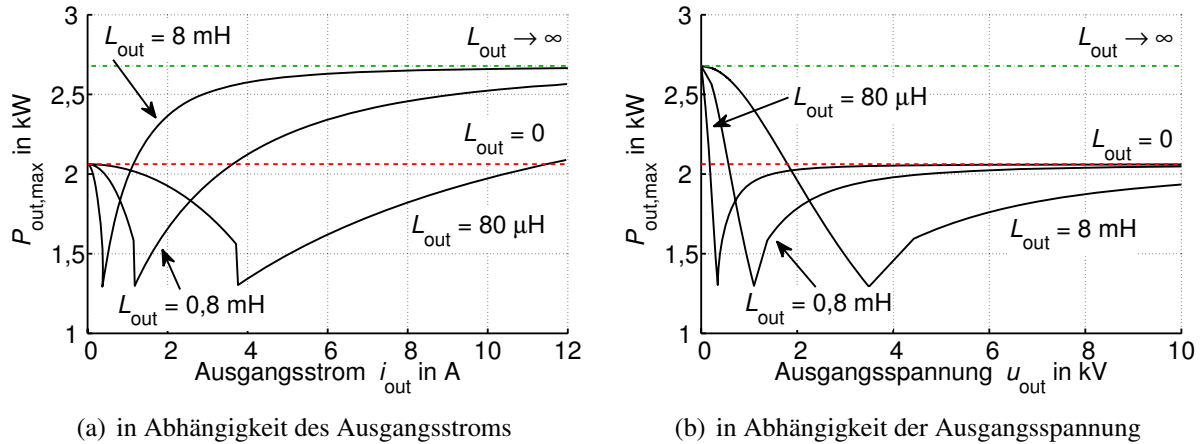 3
2,5
2
1,5
1
P_out,max in kW
L_out = 8 mH
L_out → ∞
L_out = 0
L_out = 80 µH
L_out = 0,8 mH
0 2 4 6 8 10 12
Ausgangsstrom i_out in A
(a) in Abhängigkeit des Ausgangsstroms
3
2,5
2
1,5
1
P_out,max in kW
L_out → ∞
L_out = 80 µH
L_out = 0
L_out = 8 mH
L_out = 0,8 mH
0 2 4 6 8 10
Ausgangsspannung u_out in kV
(b) in Abhängigkeit der Ausgangsspannung